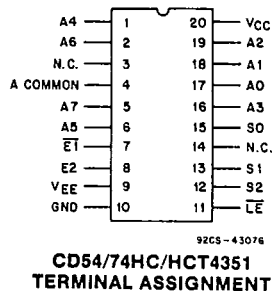 A4 1 20 VCC
A6 2 19 A2
N.C. 3 18 A1
A COMMON 4 17 A0
A7 5 16 A3
A5 6 15 S0
E1 7 14 N.C.
E2 8 13 S1
VEE 9 12 S2
GND 10 11 LE
92CS-43076
CD54/74HC/HCT4351
TERMINAL ASSIGNMENT